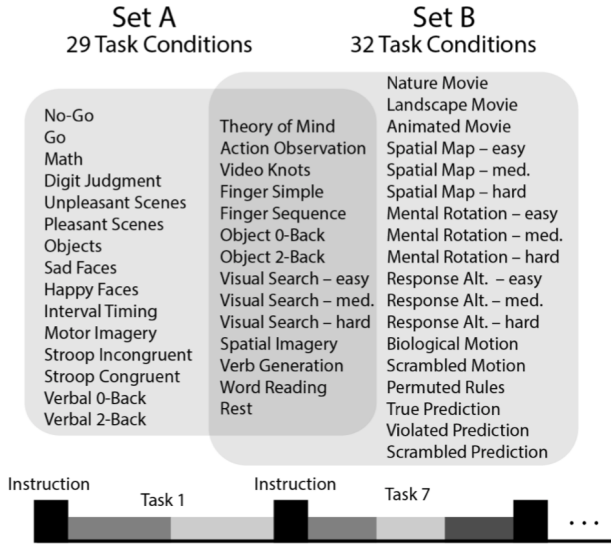 Set A
29 Task Conditions
Set B
32 Task Conditions
No-Go
Go
Math
Digit Judgment
Unpleasant Scenes
Pleasant Scenes
Objects
Sad Faces
Happy Faces
Interval Timing
Motor Imagery
Stroop Incongruent
Stroop Congruent
Verbal 0-Back
Verbal 2-Back
Theory of Mind
Action Observation
Video Knots
Finger Simple
Finger Sequence
Object 0-Back
Object 2-Back
Visual Search – easy
Visual Search – med.
Visual Search – hard
Spatial Imagery
Verb Generation
Word Reading
Rest
Nature Movie
Landscape Movie
Animated Movie
Spatial Map – easy
Spatial Map – med.
Spatial Map – hard
Mental Rotation – easy
Mental Rotation – med.
Mental Rotation – hard
Response Alt. – easy
Response Alt. – med.
Response Alt. – hard
Biological Motion
Scrambled Motion
Permuted Rules
True Prediction
Violated Prediction
Scrambled Prediction
Instruction
Task 1
Instruction
Task 7
...